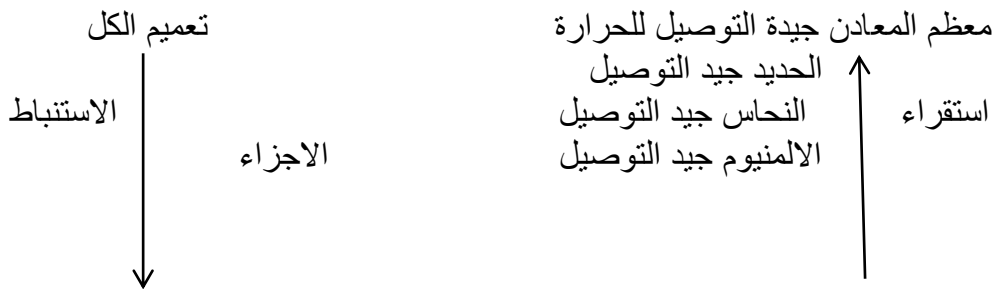 معظم المعادن جيدة التوصيل للحرارة
تعميم الكل
الحديد جيد التوصيل
استقراء
النحاس جيد التوصيل
الاستنباط
الالمنيوم جيد التوصيل
الاجزاء